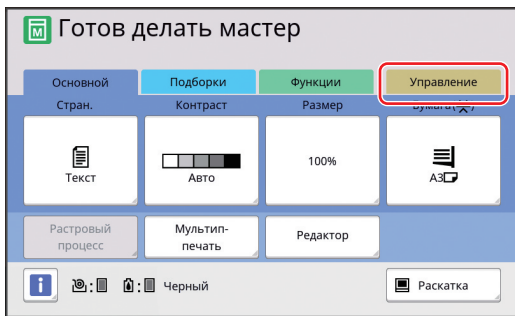 Готов делать мастер
Основной
Подборки
Функции
Управление
Стран.
Контраст
Размер
Бумага( )
Текст
Авто
100%
A3
Растровый
процесс
Мультип-
печать
Редактор
i
: : Черный
Раскатка